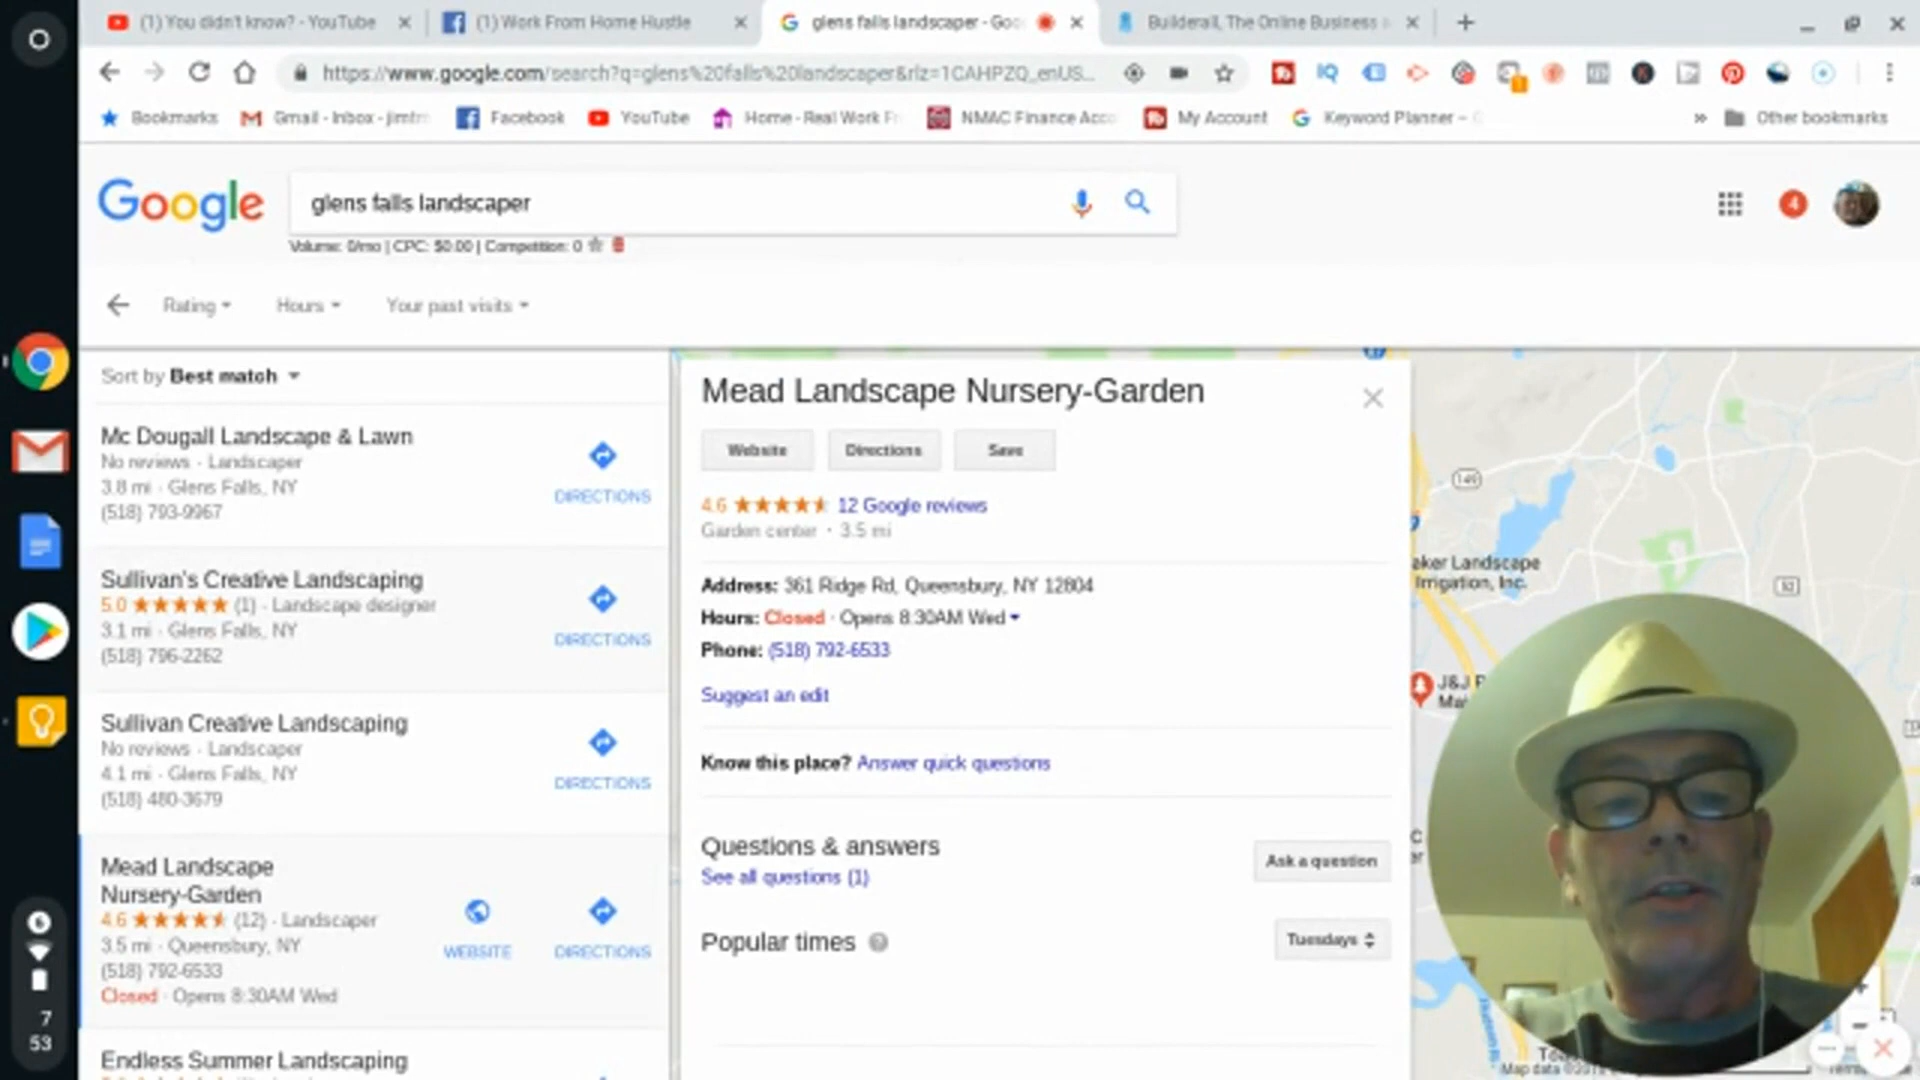 (1) You didn't know? - YouTube
(1) Work From Home Hustle
glens falls landscaper - Goo
Builderall, The Online Business
https://www.google.com/search?q=glens%20falls%20landscaper&rlz=1CAHPZQ_enUS...
Bookmarks
Gmail - Inbox - jimtm
Facebook
YouTube
Home - Real Work Fr
NMAC Finance Acc
My Account
Keyword Planner –
Other bookmarks
Google
glens falls landscaper
4
Volume: 0/mo | CPC: $0.00 | Competition: 0
Rating
Hours
Your past visits
Sort by Best match
Mc Dougall Landscape & Lawn
No reviews · Landscaper
3.8 mi · Glens Falls, NY
(518) 793-9967
DIRECTIONS
Sullivan's Creative Landscaping
5.0 (1) · Landscape designer
3.1 mi · Glens Falls, NY
(518) 796-2262
DIRECTIONS
Sullivan Creative Landscaping
No reviews · Landscaper
4.1 mi · Glens Falls, NY
(518) 480-3679
DIRECTIONS
Mead Landscape
Nursery-Garden
4.6 (12) · Landscaper
3.5 mi · Queensbury, NY
(518) 792-6533
Closed · Opens 8:30AM Wed
WEBSITE
DIRECTIONS
Endless Summer Landscaping
Mead Landscape Nursery-Garden
Website
Directions
Save
4.6 12 Google reviews
Garden center · 3.5 mi
Address: 361 Ridge Rd, Queensbury, NY 12804
Hours: Closed · Opens 8:30AM Wed
Phone: (518) 792-6533
Suggest an edit
Know this place? Answer quick questions
Questions & answers
See all questions (1)
Ask a question
Popular times
Tuesdays
149
aker Landscape
Irrigation, Inc.
J&J P
Ma
Map data
6
7
53